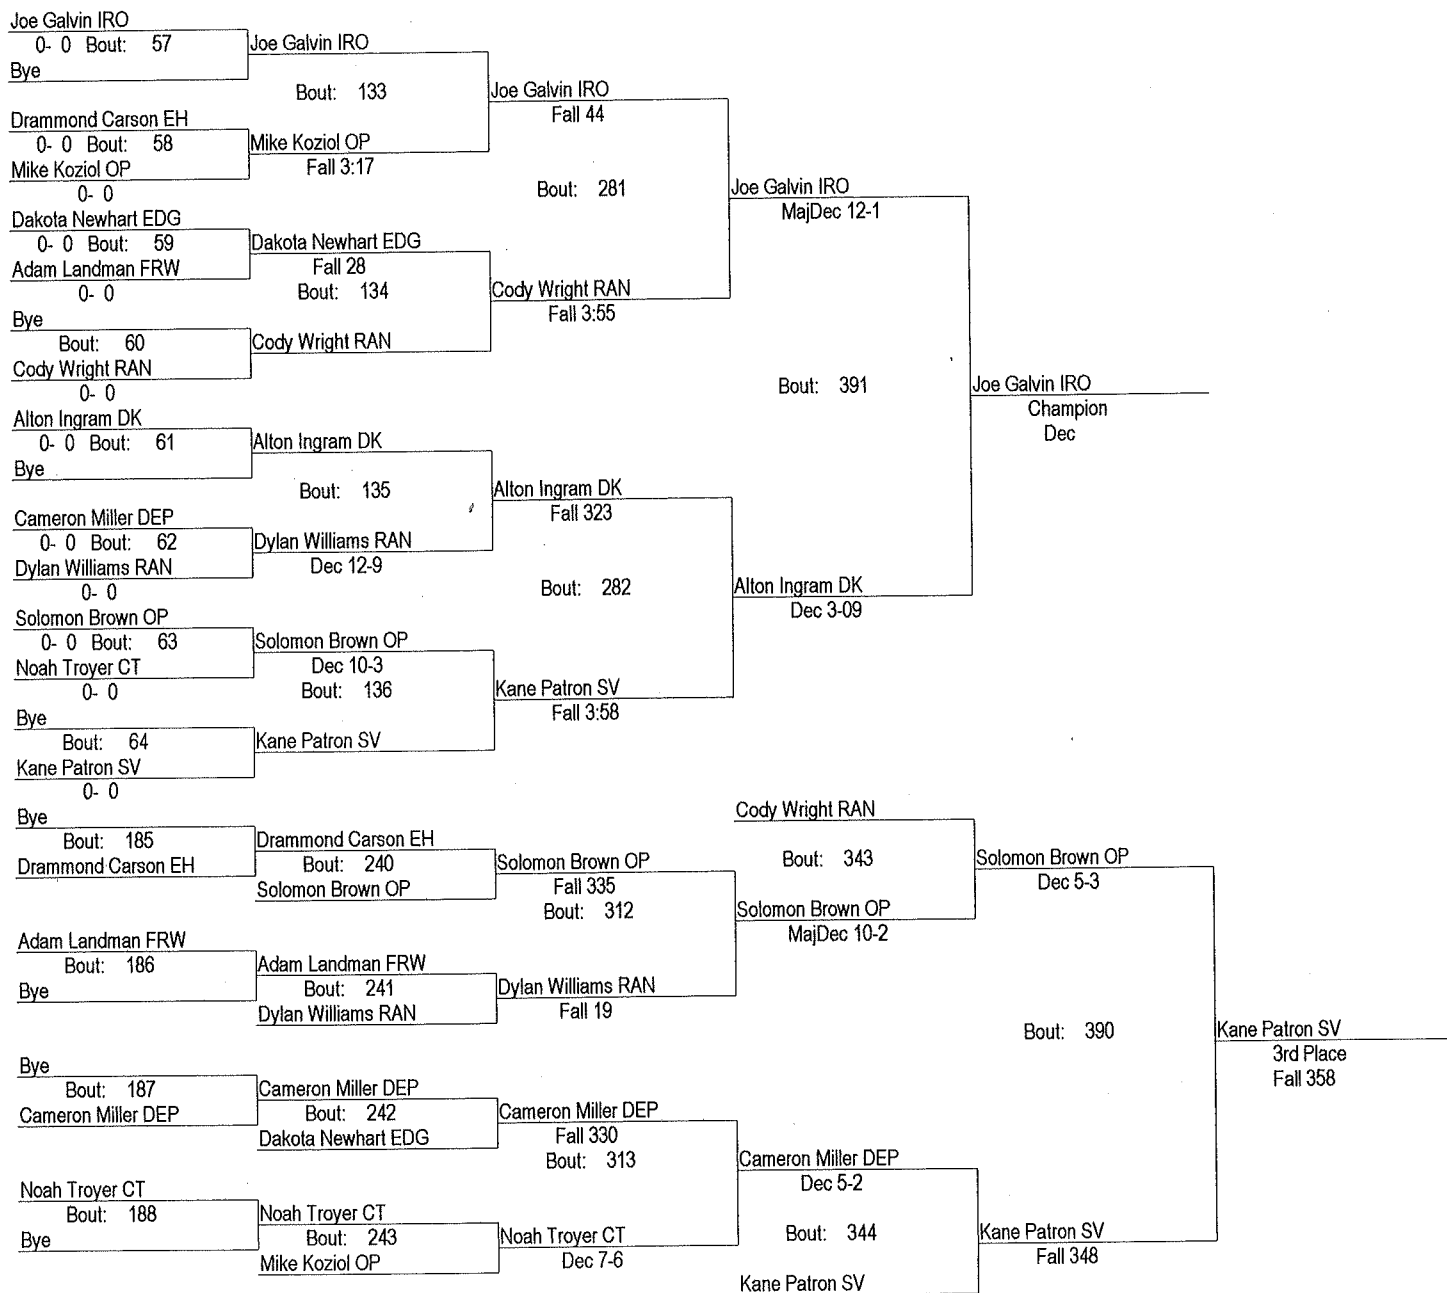 Joe Galvin IRO
0- 0 Bout: 57
Bye
Joe Galvin IRO
Bout: 133
Drammond Carson EH
0- 0 Bout: 58
Mike Koziol OP
0- 0
Mike Koziol OP
Fall 3:17
Joe Galvin IRO
Fall 44
Bout: 281
Dakota Newhart EDG
0- 0 Bout: 59
Adam Landman FRW
0- 0
Dakota Newhart EDG
Fall 28
Bout: 134
Bye
Bout: 60
Cody Wright RAN
0- 0
Cody Wright RAN
Cody Wright RAN
Fall 3:55
Joe Galvin IRO
MajDec 12-1
Bout: 391
Joe Galvin IRO
Champion
Dec
Alton Ingram DK
0- 0 Bout: 61
Bye
Alton Ingram DK
Bout: 135
Cameron Miller DEP
0- 0 Bout: 62
Dylan Williams RAN
0- 0
Dylan Williams RAN
Dec 12-9
Alton Ingram DK
Fall 323
Bout: 282
Solomon Brown OP
0- 0 Bout: 63
Noah Troyer CT
0- 0
Solomon Brown OP
Dec 10-3
Bout: 136
Bye
Bout: 64
Kane Patron SV
0- 0
Kane Patron SV
Kane Patron SV
Fall 3:58
Alton Ingram DK
Dec 3-09
Bye
Bout: 185
Drammond Carson EH
Drammond Carson EH
Bout: 240
Solomon Brown OP
Solomon Brown OP
Fall 335
Bout: 312
Adam Landman FRW
Bout: 186
Bye
Adam Landman FRW
Bout: 241
Dylan Williams RAN
Dylan Williams RAN
Fall 19
Cody Wright RAN
Bout: 343
Solomon Brown OP
MajDec 10-2
Solomon Brown OP
Dec 5-3
Bout: 390
Kane Patron SV
3rd Place
Fall 358
Bye
Bout: 187
Cameron Miller DEP
Cameron Miller DEP
Bout: 242
Dakota Newhart EDG
Cameron Miller DEP
Fall 330
Bout: 313
Noah Troyer CT
Bout: 188
Bye
Noah Troyer CT
Bout: 243
Mike Koziol OP
Noah Troyer CT
Dec 7-6
Cameron Miller DEP
Dec 5-2
Bout: 344
Kane Patron SV
Kane Patron SV
Fall 348